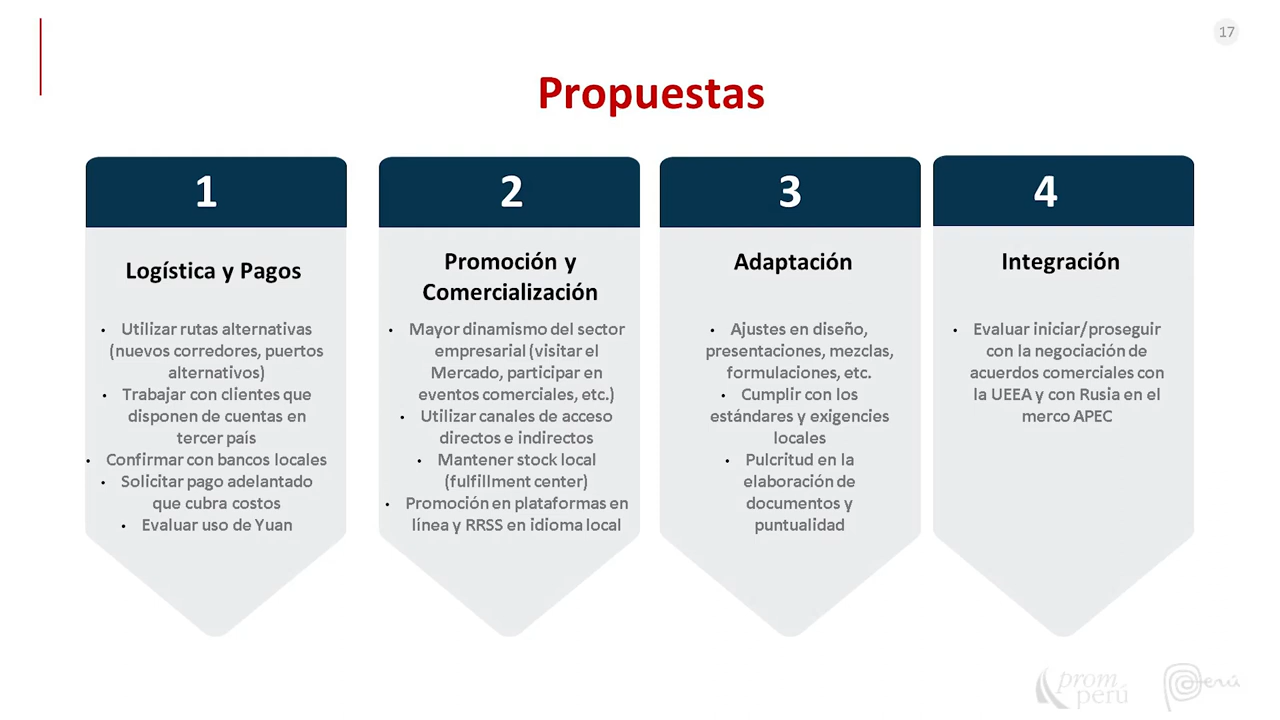 17
Propuestas
1
Logística y Pagos
• Utilizar rutas alternativas
(nuevos corredores, puertos
alternativos)
• Trabajar con clientes que
disponen de cuentas en
tercer país
• Confirmar con bancos locales
• Solicitar pago adelantado
que cubra costos
• Evaluar uso de Yuan
2
Promoción y
Comercialización
• Mayor dinamismo del sector
empresarial (visitar el
Mercado, participar en
eventos comerciales, etc.)
• Utilizar canales de acceso
directos e indirectos
• Mantener stock local
(fulfillment center)
• Promoción en plataformas en
línea y RRSS en idioma local
3
Adaptación
• Ajustes en diseño,
presentaciones, mezclas,
formulaciones, etc.
• Cumplir con los
estándares y exigencies
locales
• Pulcritud en la
elaboración de
documentos y
puntualidad
4
Integración
• Evaluar iniciar/proseguir
con la negociación de
acuerdos comerciales con
la UEEA y con Rusia en el
merco APEC
prom
perú
Perú